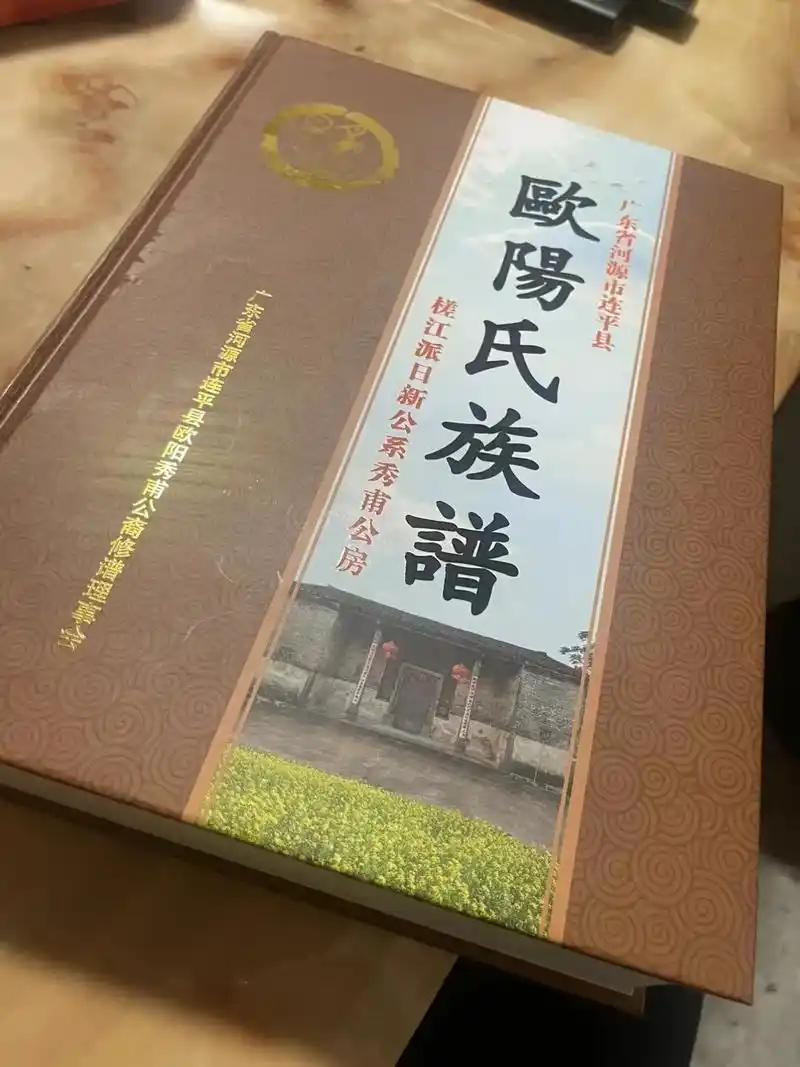 广东省河源市连平县
歐陽氏族譜
槎江派日新公系秀甫公房
广东省河源市连平县欧阳秀甫公裔修谱理事会